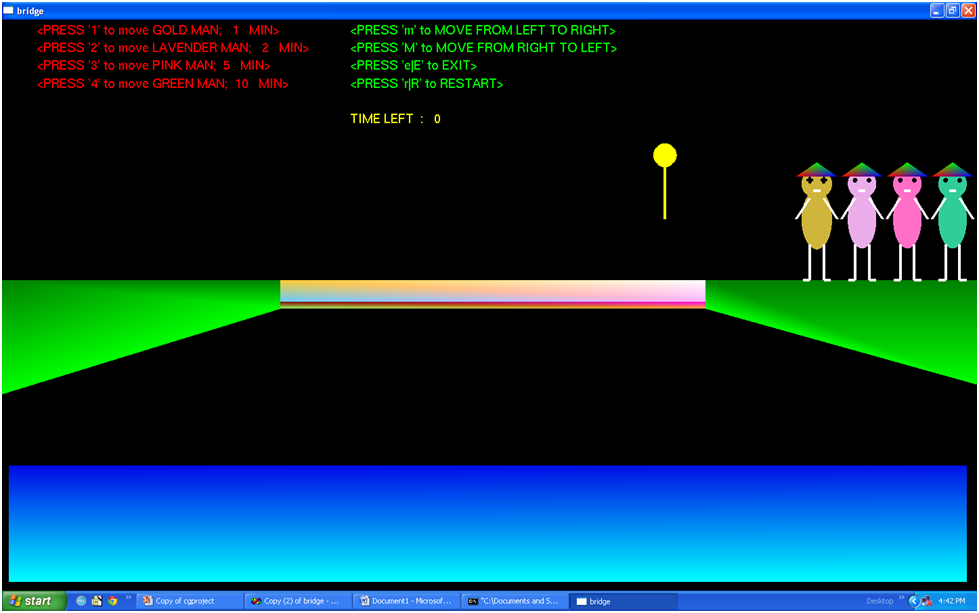 bridge
<PRESS '1' to move GOLD MAN;  1  MIN>
<PRESS '2' to move LAVENDER MAN;  2  MIN>
<PRESS '3' to move PINK MAN;  5  MIN>
<PRESS '4' to move GREEN MAN;  10  MIN>
<PRESS 'm' to MOVE FROM LEFT TO RIGHT>
<PRESS 'M' to MOVE FROM RIGHT TO LEFT>
<PRESS 'e|E' to EXIT>
<PRESS 'r|R' to RESTART>
TIME LEFT  :  0
start
Copy of cgproject
Copy (2) of bridge - ...
Document1 - Microsof...
"C:\Documents and S...
bridge
Desktop
4:42 PM